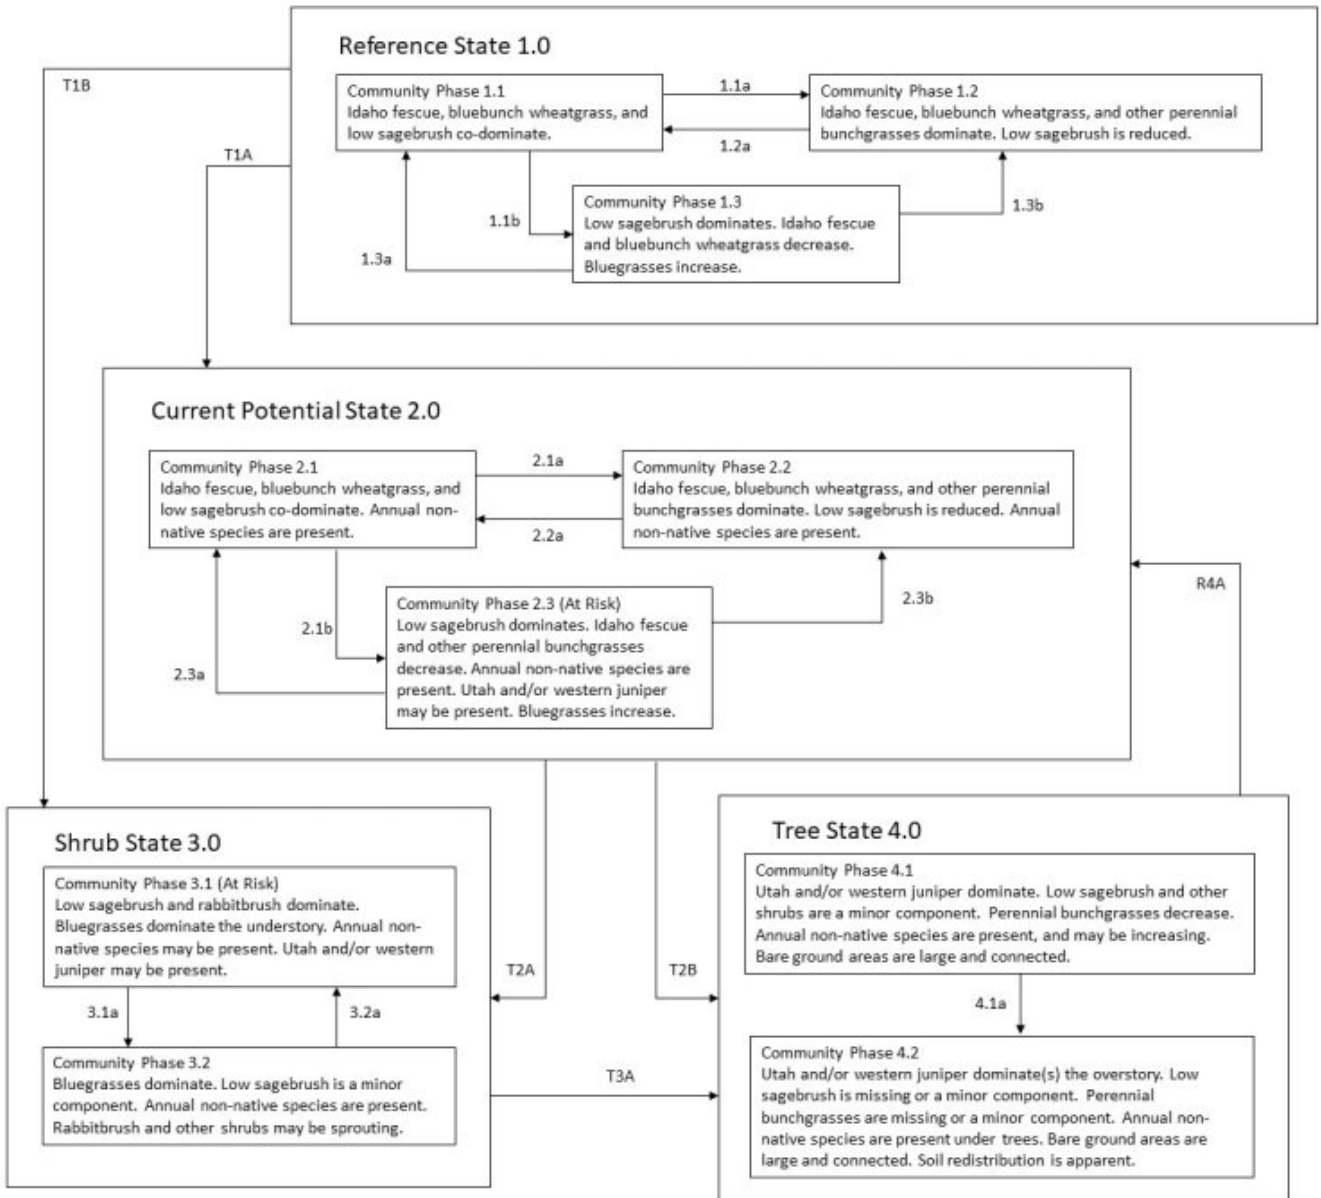 Reference State 1.0
T1B
Community Phase 1.1
Idaho fescue, bluebunch wheatgrass, and
low sagebrush co-dominate.
1.1a
1.2a
Community Phase 1.2
Idaho fescue, bluebunch wheatgrass, and other perennial
bunchgrasses dominate. Low sagebrush is reduced.
T1A
1.1b
1.3a
Community Phase 1.3
Low sagebrush dominates. Idaho fescue
and bluebunch wheatgrass decrease.
Bluegrasses increase.
1.3b
Current Potential State 2.0
Community Phase 2.1
Idaho fescue, bluebunch wheatgrass, and
low sagebrush co-dominate. Annual non-
native species are present.
2.1a
2.2a
Community Phase 2.2
Idaho fescue, bluebunch wheatgrass, and other perennial
bunchgrasses dominate. Low sagebrush is reduced. Annual
non-native species are present.
2.1b
2.3a
Community Phase 2.3 (At Risk)
Low sagebrush dominates. Idaho fescue
and other perennial bunchgrasses
decrease. Annual non-native species are
present. Utah and/or western juniper
may be present. Bluegrasses increase.
2.3b
R4A
Shrub State 3.0
Community Phase 3.1 (At Risk)
Low sagebrush and rabbitbrush dominate.
Bluegrasses dominate the understory. Annual non-
native species may be present. Utah and/or western
juniper may be present.
3.1a
3.2a
Community Phase 3.2
Bluegrasses dominate. Low sagebrush is a minor
component. Annual non-native species are present.
Rabbitbrush and other shrubs may be sprouting.
T2A
T2B
T3A
Tree State 4.0
Community Phase 4.1
Utah and/or western juniper dominate. Low sagebrush and other
shrubs are a minor component. Perennial bunchgrasses decrease.
Annual non-native species are present, and may be increasing.
Bare ground areas are large and connected.
4.1a
Community Phase 4.2
Utah and/or western juniper dominate(s) the overstory. Low
sagebrush is missing or a minor component. Perennial
bunchgrasses are missing or a minor component. Annual non-
native species are present under trees. Bare ground areas are
large and connected. Soil redistribution is apparent.